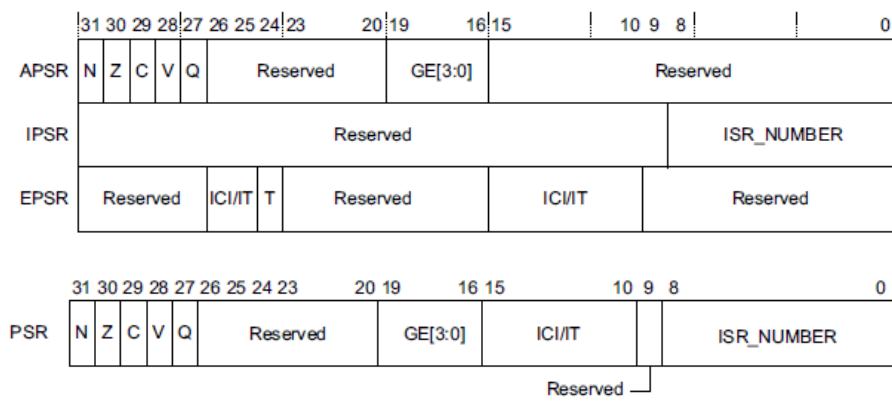 31 30 29 28 27 26 25 24 23 20 19 16 15 10 9 8 0
APSR N Z C V Q Reserved GE[3:0] Reserved
IPSR Reserved ISR_NUMBER
EPSR Reserved ICI/IT T Reserved ICI/IT Reserved
31 30 29 28 27 26 25 24 23 20 19 16 15 10 9 8 0
PSR N Z C V Q Reserved GE[3:0] ICI/IT ISR_NUMBER
Reserved